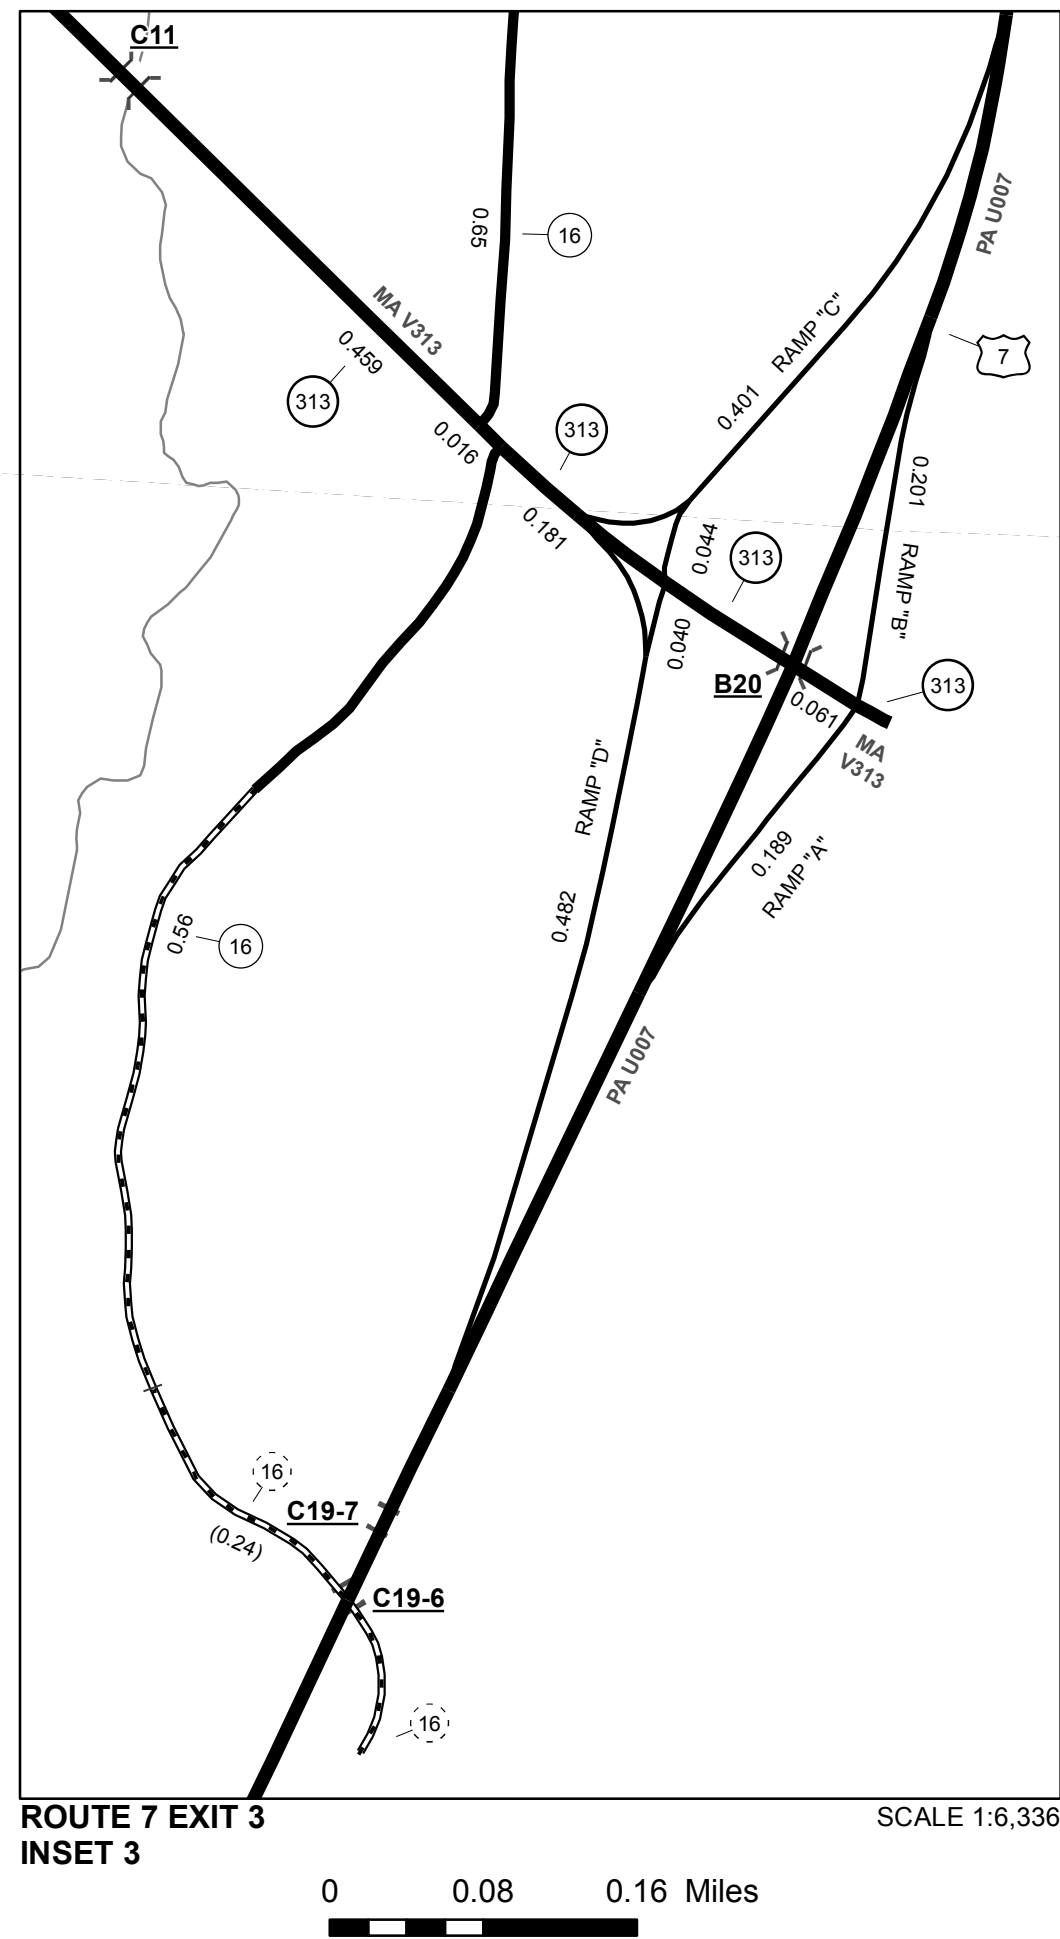 C11
0.65
16
PA U007
MA V313
0.459
313
RAMP "C"
0.401
7
313
0.016
0.181
0.201
0.044
313
RAMP "B"
0.040
B20
0.061
313
MA
V313
RAMP "D"
0.189
RAMP "A"
0.482
0.56
16
PA U007
16
C19-7
(0.24)
C19-6
16
ROUTE 7 EXIT 3
INSET 3
SCALE 1:6,336
0 0.08 0.16 Miles